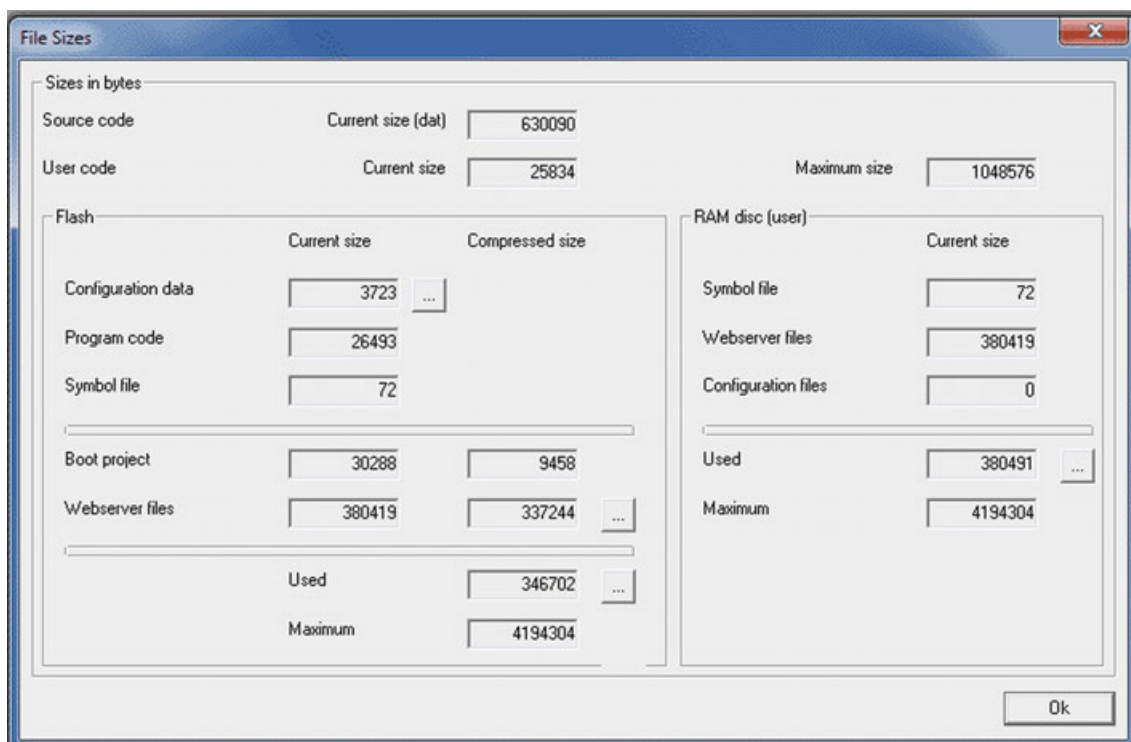 File Sizes
Sizes in bytes
Source code Current size (dat) 630090
User code Current size 25834 Maximum size 1048576
Flash
Current size Compressed size
Configuration data 3723 ...
Program code 26493
Symbol file 72
Boot project 30288 9458
Webserver files 380419 337244 ...
Used 346702 ...
Maximum 4194304
RAM disc (user)
Current size
Symbol file 72
Webserver files 380419
Configuration files 0
Used 380491 ...
Maximum 4194304
Ok